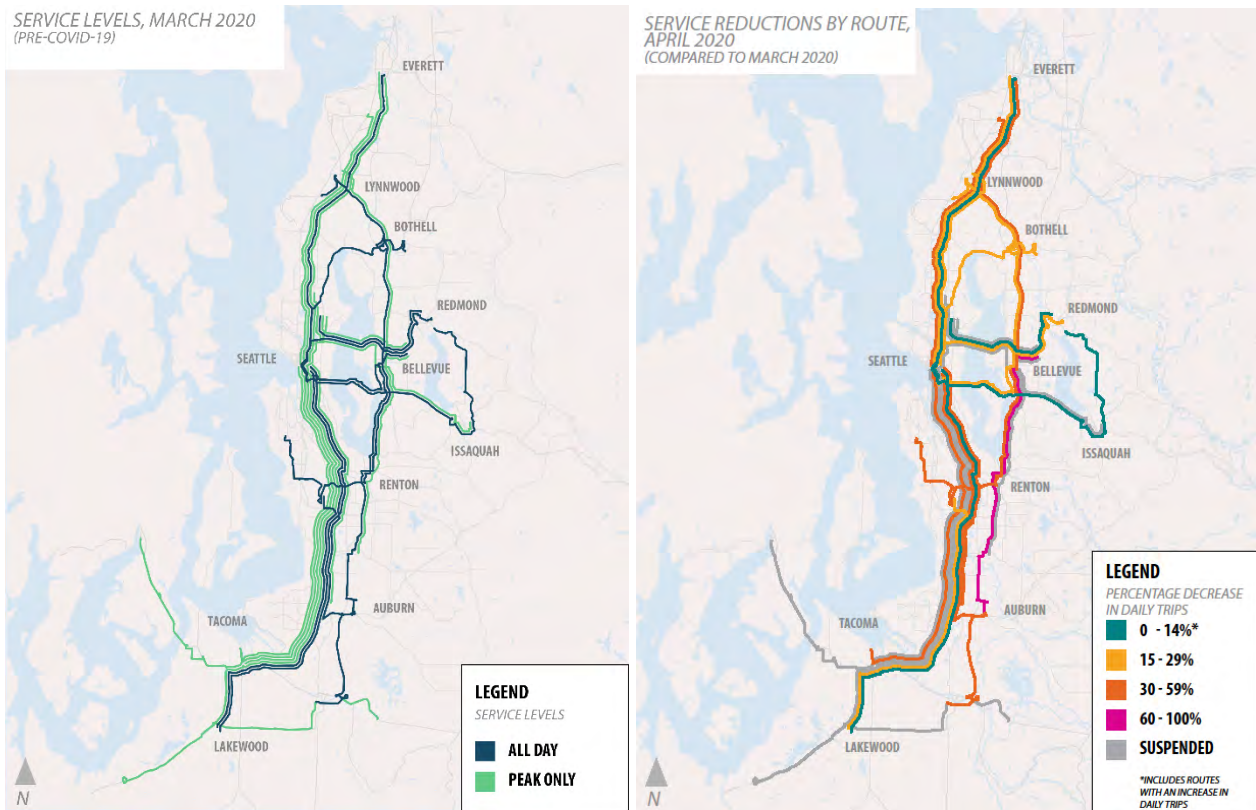 SERVICE LEVELS, MARCH 2020
(PRE-COVID-19)
EVERETT
LYNNWOOD
BOTHELL
REDMOND
SEATTLE
BELLEVUE
ISSAQUAH
RENTON
AUBURN
TACOMA
LAKEWOOD
N
LEGEND
SERVICE LEVELS
ALL DAY
PEAK ONLY
SERVICE REDUCTIONS BY ROUTE,
APRIL 2020
(COMPARED TO MARCH 2020)
EVERETT
LYNNWOOD
BOTHELL
REDMOND
SEATTLE
BELLEVUE
ISSAQUAH
RENTON
AUBURN
TACOMA
LAKEWOOD
N
LEGEND
PERCENTAGE DECREASE
IN DAILY TRIPS
0 - 14%*
15 - 29%
30 - 59%
60 - 100%
SUSPENDED
*INCLUDES ROUTES
WITH AN INCREASE IN
DAILY TRIPS